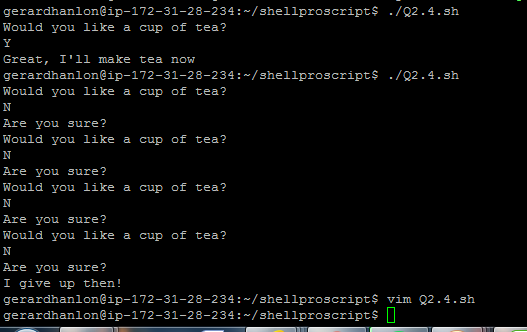 gerardhanlon@ip-172-31-28-234:~/shellproscript$ ./Q2.4.sh
Would you like a cup of tea?
Y
Great, I'll make tea now
gerardhanlon@ip-172-31-28-234:~/shellproscript$ ./Q2.4.sh
Would you like a cup of tea?
N
Are you sure?
Would you like a cup of tea?
N
Are you sure?
Would you like a cup of tea?
N
Are you sure?
Would you like a cup of tea?
N
Are you sure?
I give up then!
gerardhanlon@ip-172-31-28-234:~/shellproscript$ vim Q2.4.sh
gerardhanlon@ip-172-31-28-234:~/shellproscript$